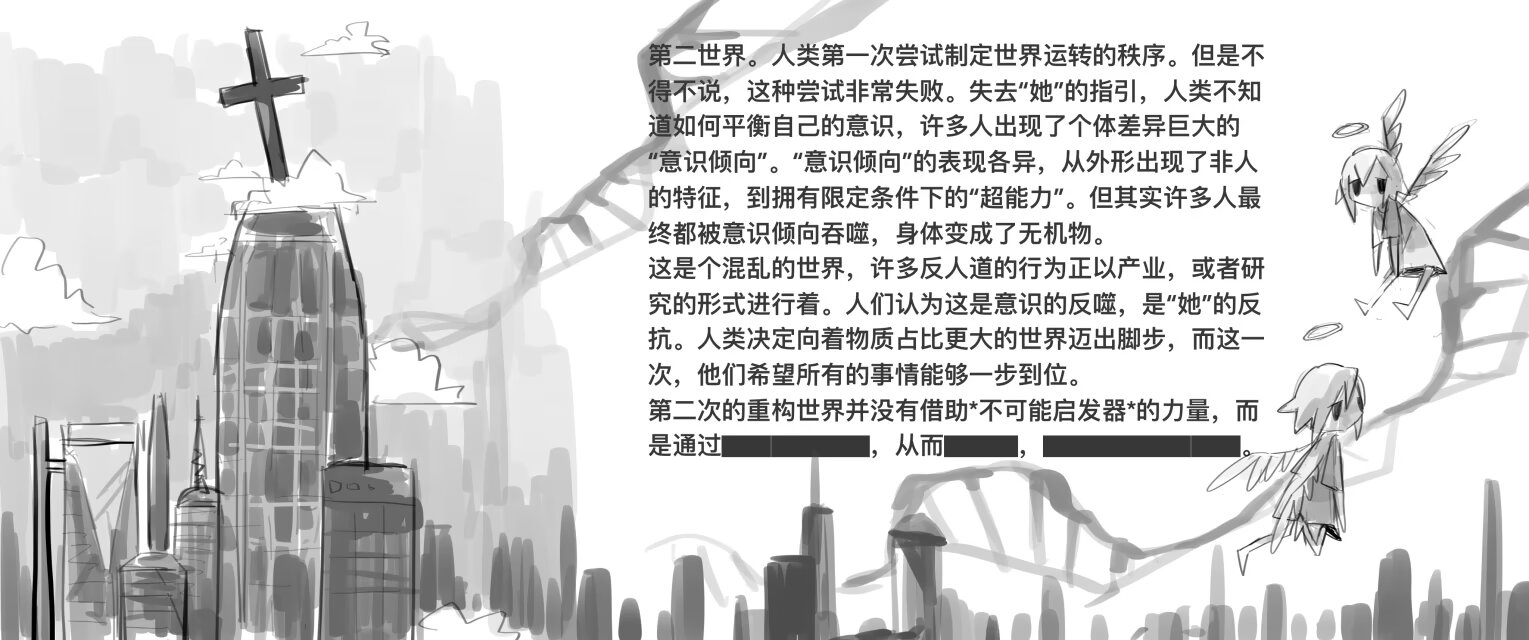 第二世界。人类第一次尝试制定世界运转的秩序。但是不
得不说，这种尝试非常失败。失去“她”的指引，人类不知
道如何平衡自己的意识，许多人出现了个体差异巨大的
“意识倾向”。“意识倾向”的表现各异，从外形出现了非人
的特征，到拥有限定条件下的“超能力”。但其实许多人最
终都被意识倾向吞噬，身体变成了无机物。
这是个混乱的世界，许多反人道的行为正以产业，或者研
究的形式进行着。人们认为这是意识的反噬，是“她”的反
抗。人类决定向着物质占比更大的世界迈出脚步，而这一
次，他们希望所有的事情能够一步到位。
第二次的重构世界并没有借助*不可能启发器*的力量，而
是通过██████，从而███，████████。